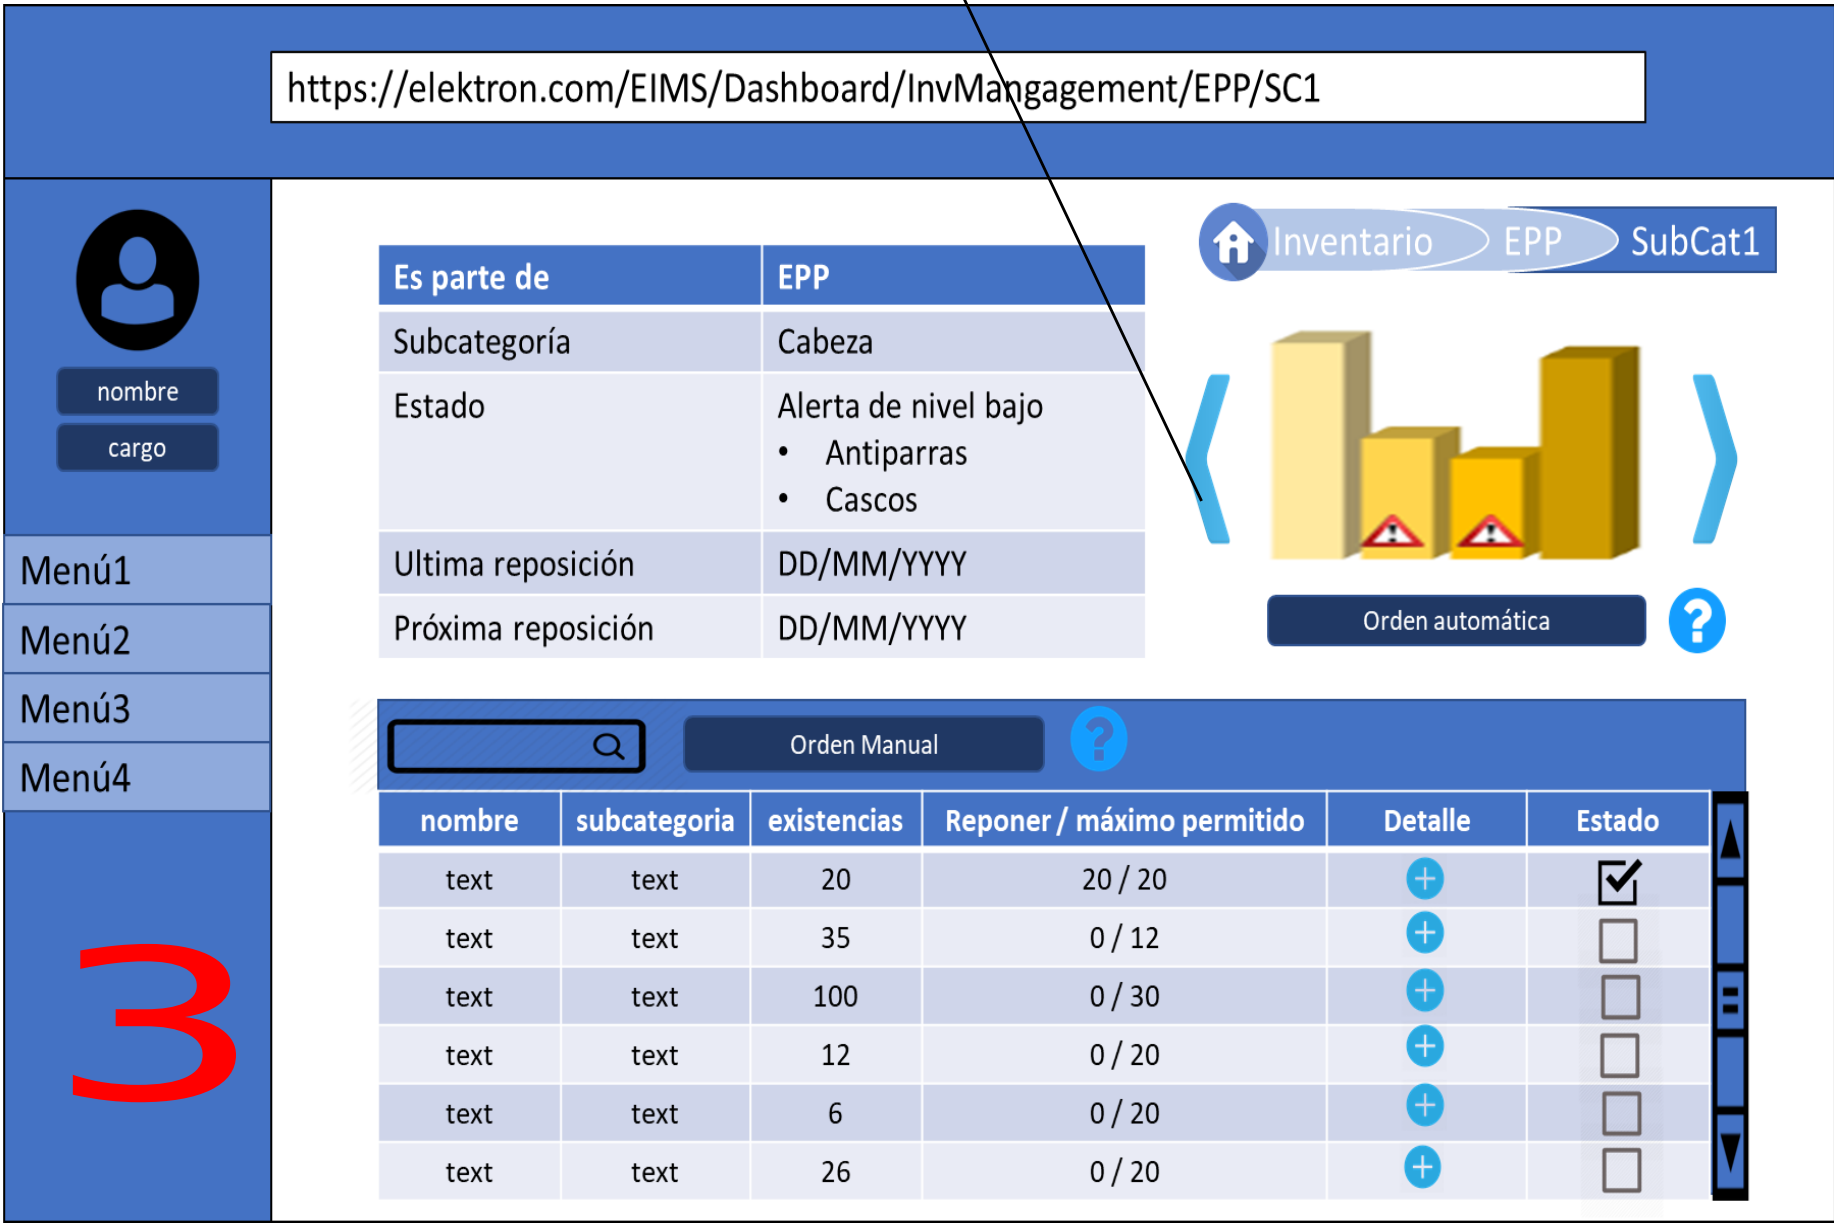 https://elektron.com/EIMS/Dashboard/InvMangagement/EPP/SC1
nombre
cargo
Menú1
Menú2
Menú3
Menú4
3
Inventario EPP SubCat1
Es parte de EPP
Subcategoría Cabeza
Estado Alerta de nivel bajo
• Antiparras
• Cascos
Ultima reposición DD/MM/YYYY
Próxima reposición DD/MM/YYYY
Orden automática ?
Orden Manual ?
nombre subcategoria existencias Reponer / máximo permitido Detalle Estado
text text 20 20 / 20
text text 35 0 / 12
text text 100 0 / 30
text text 12 0 / 20
text text 6 0 / 20
text text 26 0 / 20